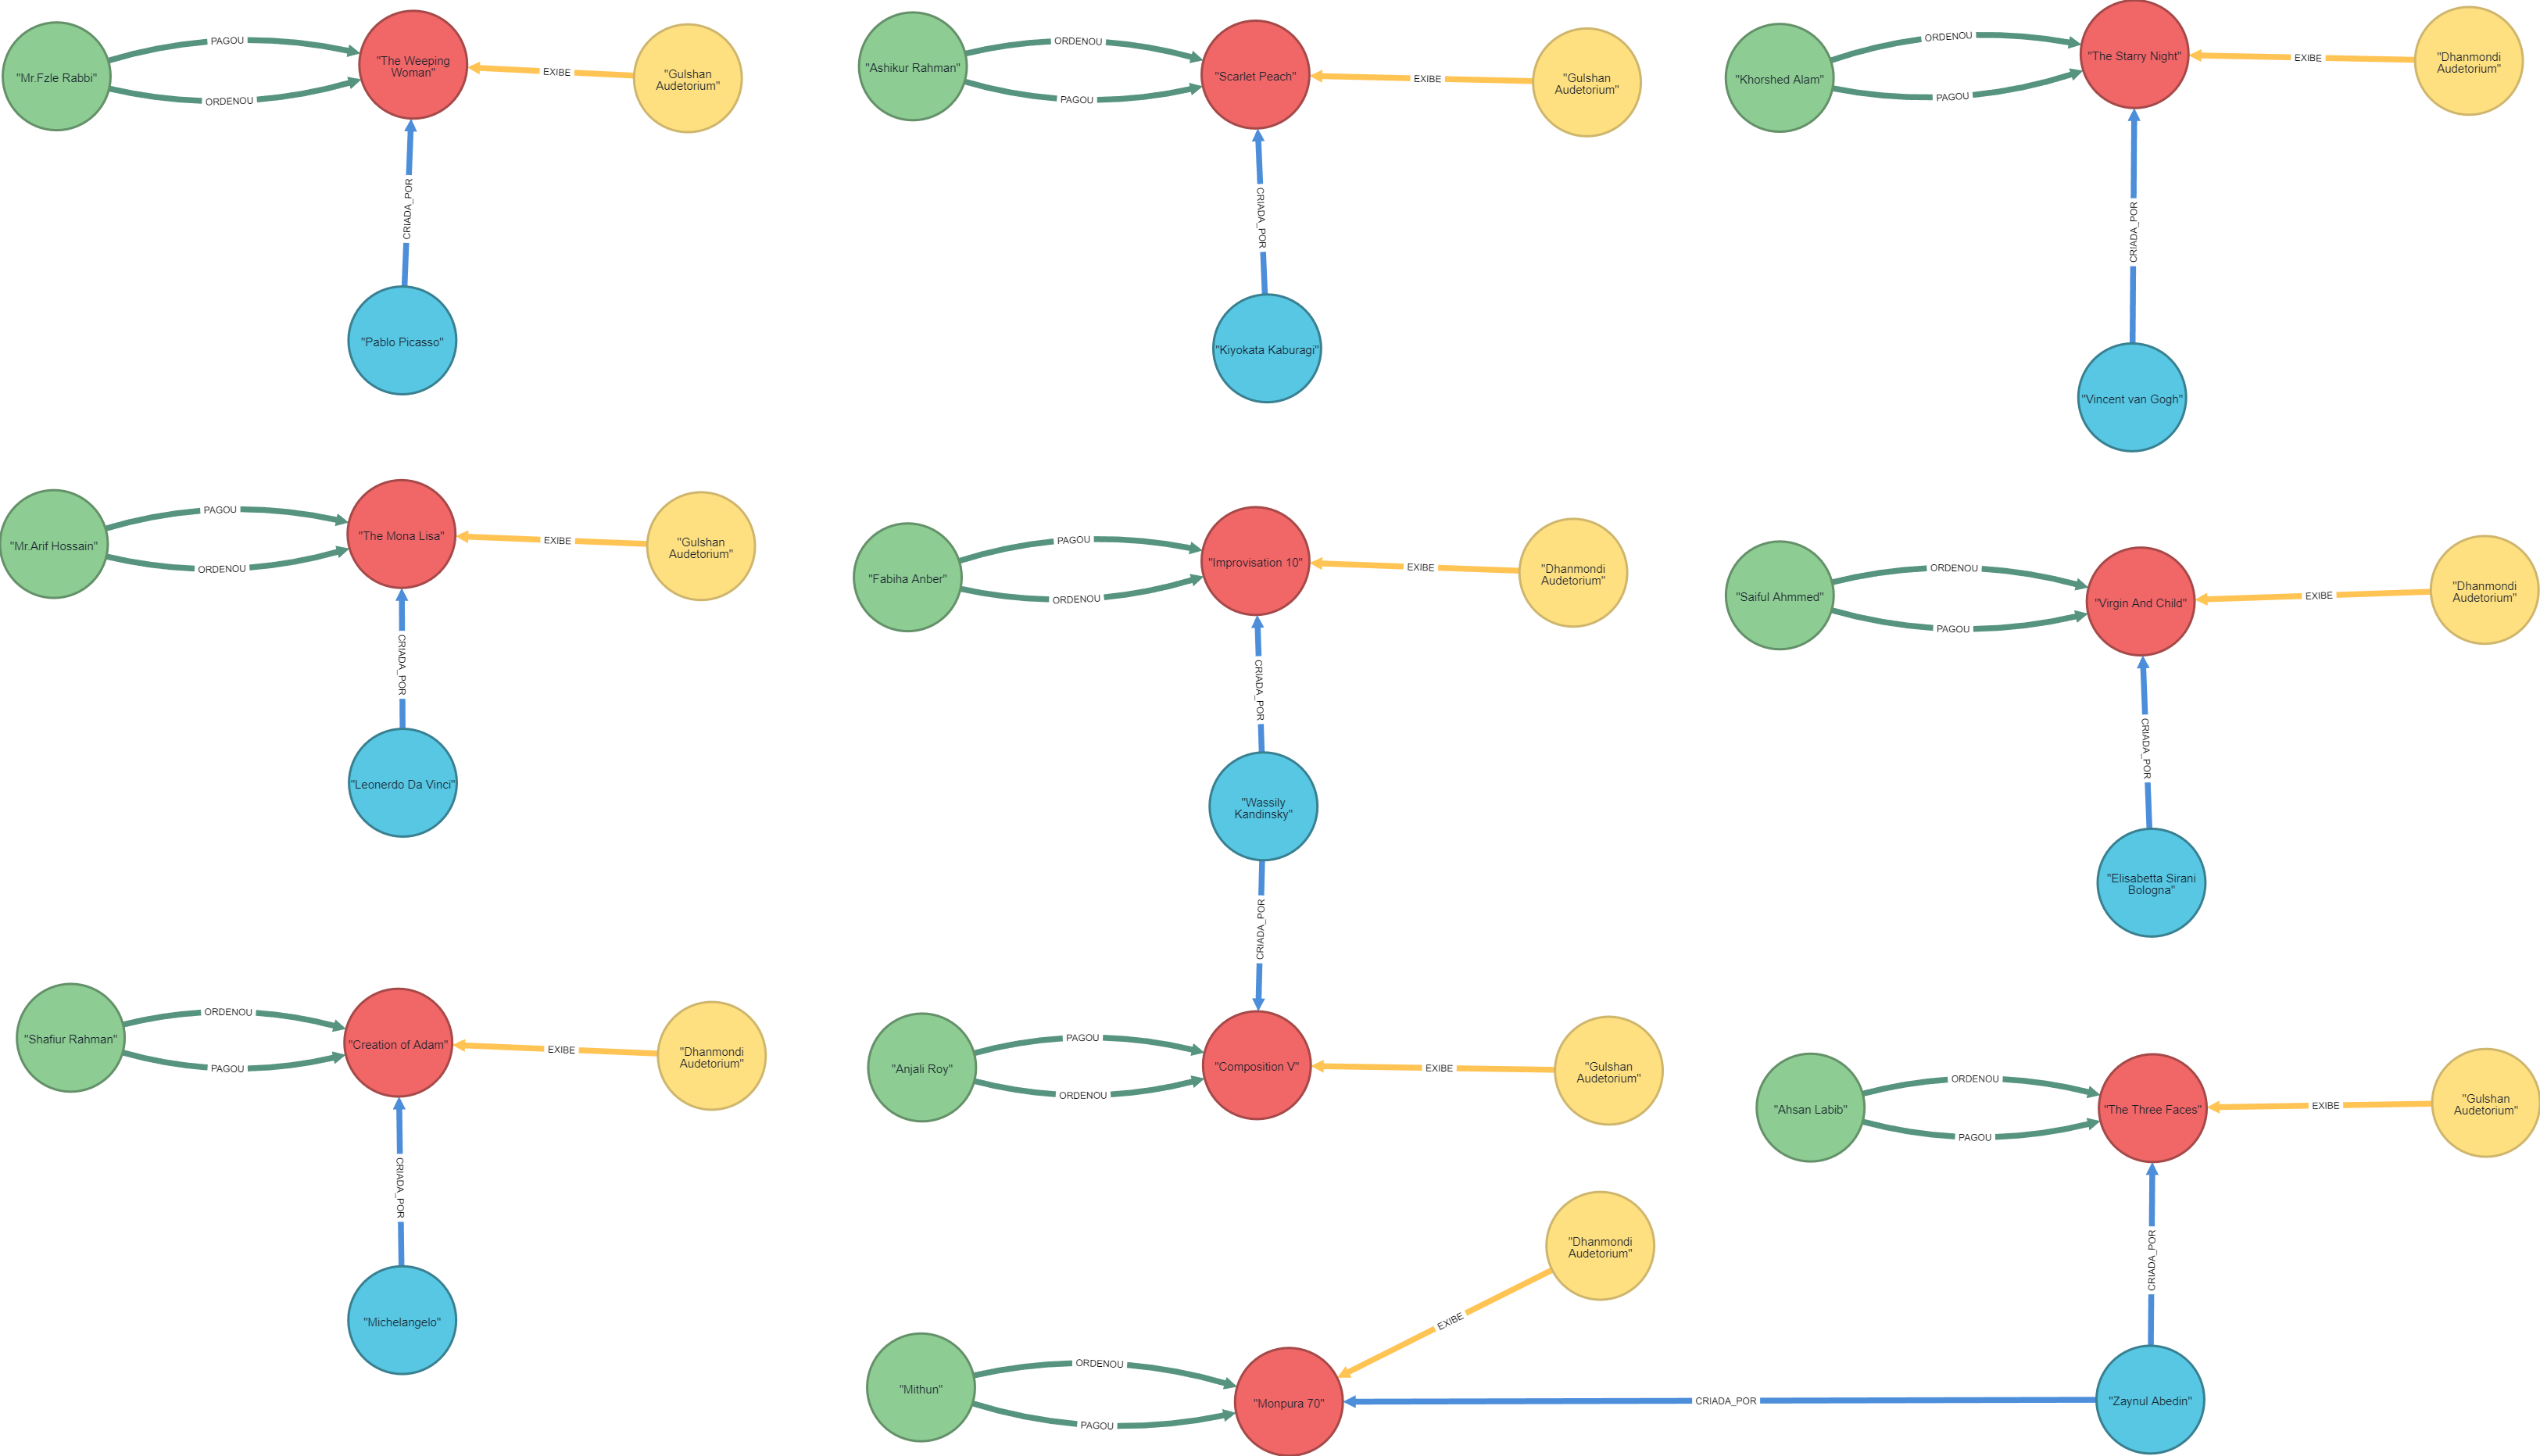 "Mr.Fzle Rabbi"
PAGOU
ORDENOU
"The Weeping
Woman"
EXIBE
"Gulshan
Audetorium"
CRIADA_POR
"Pablo Picasso"
"Ashikur Rahman"
ORDENOU
PAGOU
"Scarlet Peach"
EXIBE
"Gulshan
Audetorium"
CRIADA_POR
"Kiyokata Kaburagi"
"Khorshed Alam"
ORDENOU
PAGOU
"The Starry Night"
EXIBE
"Dhanmondi
Audetorium"
CRIADA_POR
"Vincent van Gogh"
"Mr.Arif Hossain"
PAGOU
ORDENOU
"The Mona Lisa"
EXIBE
"Gulshan
Audetorium"
CRIADA_POR
"Leonerdo Da Vinci"
"Fabiha Anber"
PAGOU
ORDENOU
"Improvisation 10"
EXIBE
"Dhanmondi
Audetorium"
CRIADA_POR
"Wassily
Kandinsky"
CRIADA_POR
"Saiful Ahmmed"
ORDENOU
PAGOU
"Virgin And Child"
EXIBE
"Dhanmondi
Audetorium"
CRIADA_POR
"Elisabetta Sirani
Bologna"
"Shafiur Rahman"
ORDENOU
PAGOU
"Creation of Adam"
EXIBE
"Dhanmondi
Audetorium"
CRIADA_POR
"Michelangelo"
"Anjali Roy"
PAGOU
ORDENOU
"Composition V"
EXIBE
"Gulshan
Audetorium"
"Ahsan Labib"
ORDENOU
PAGOU
"The Three Faces"
EXIBE
"Gulshan
Audetorium"
CRIADA_POR
"Dhanmondi
Audetorium"
EXIBE
"Mithun"
ORDENOU
PAGOU
"Monpura 70"
CRIADA_POR
"Zaynul Abedin"